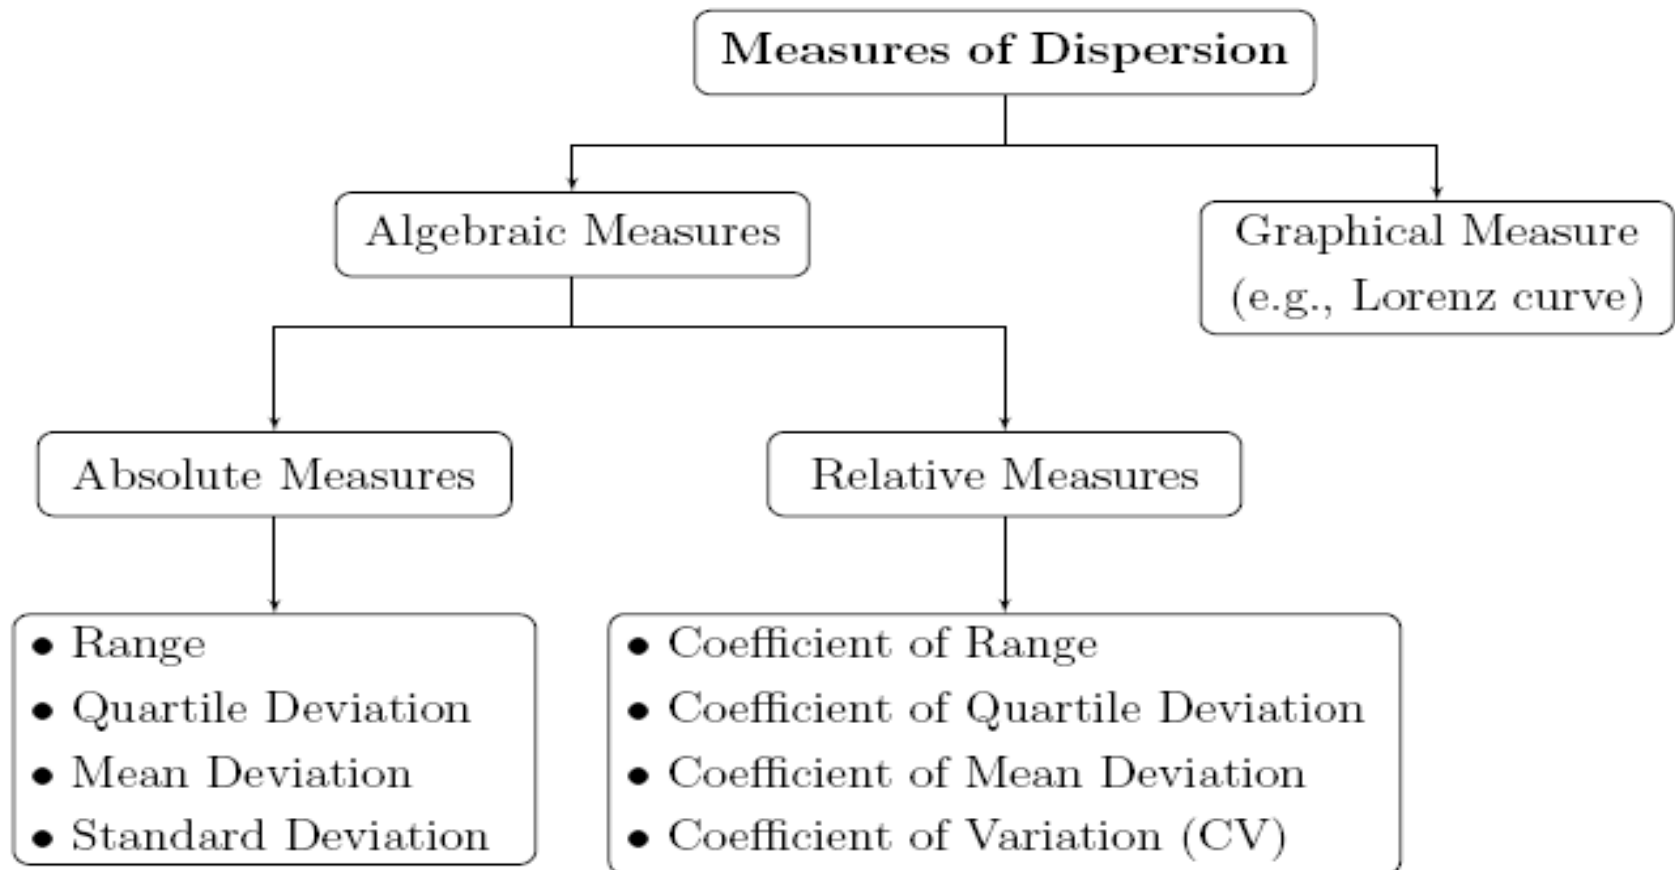 Measures of Dispersion
Algebraic Measures
Graphical Measure
(e.g., Lorenz curve)
Absolute Measures
Relative Measures
• Range
• Quartile Deviation
• Mean Deviation
• Standard Deviation
• Coefficient of Range
• Coefficient of Quartile Deviation
• Coefficient of Mean Deviation
• Coefficient of Variation (CV)